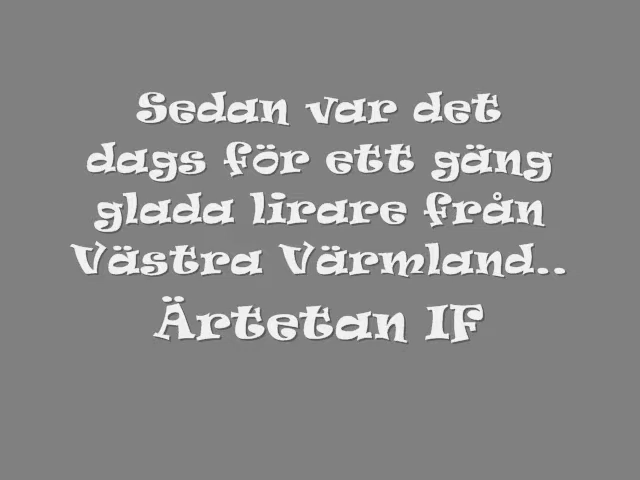 Sedan var det
dags för ett gäng
glada lirare från
Västra Värmland..
Ärtetan IF